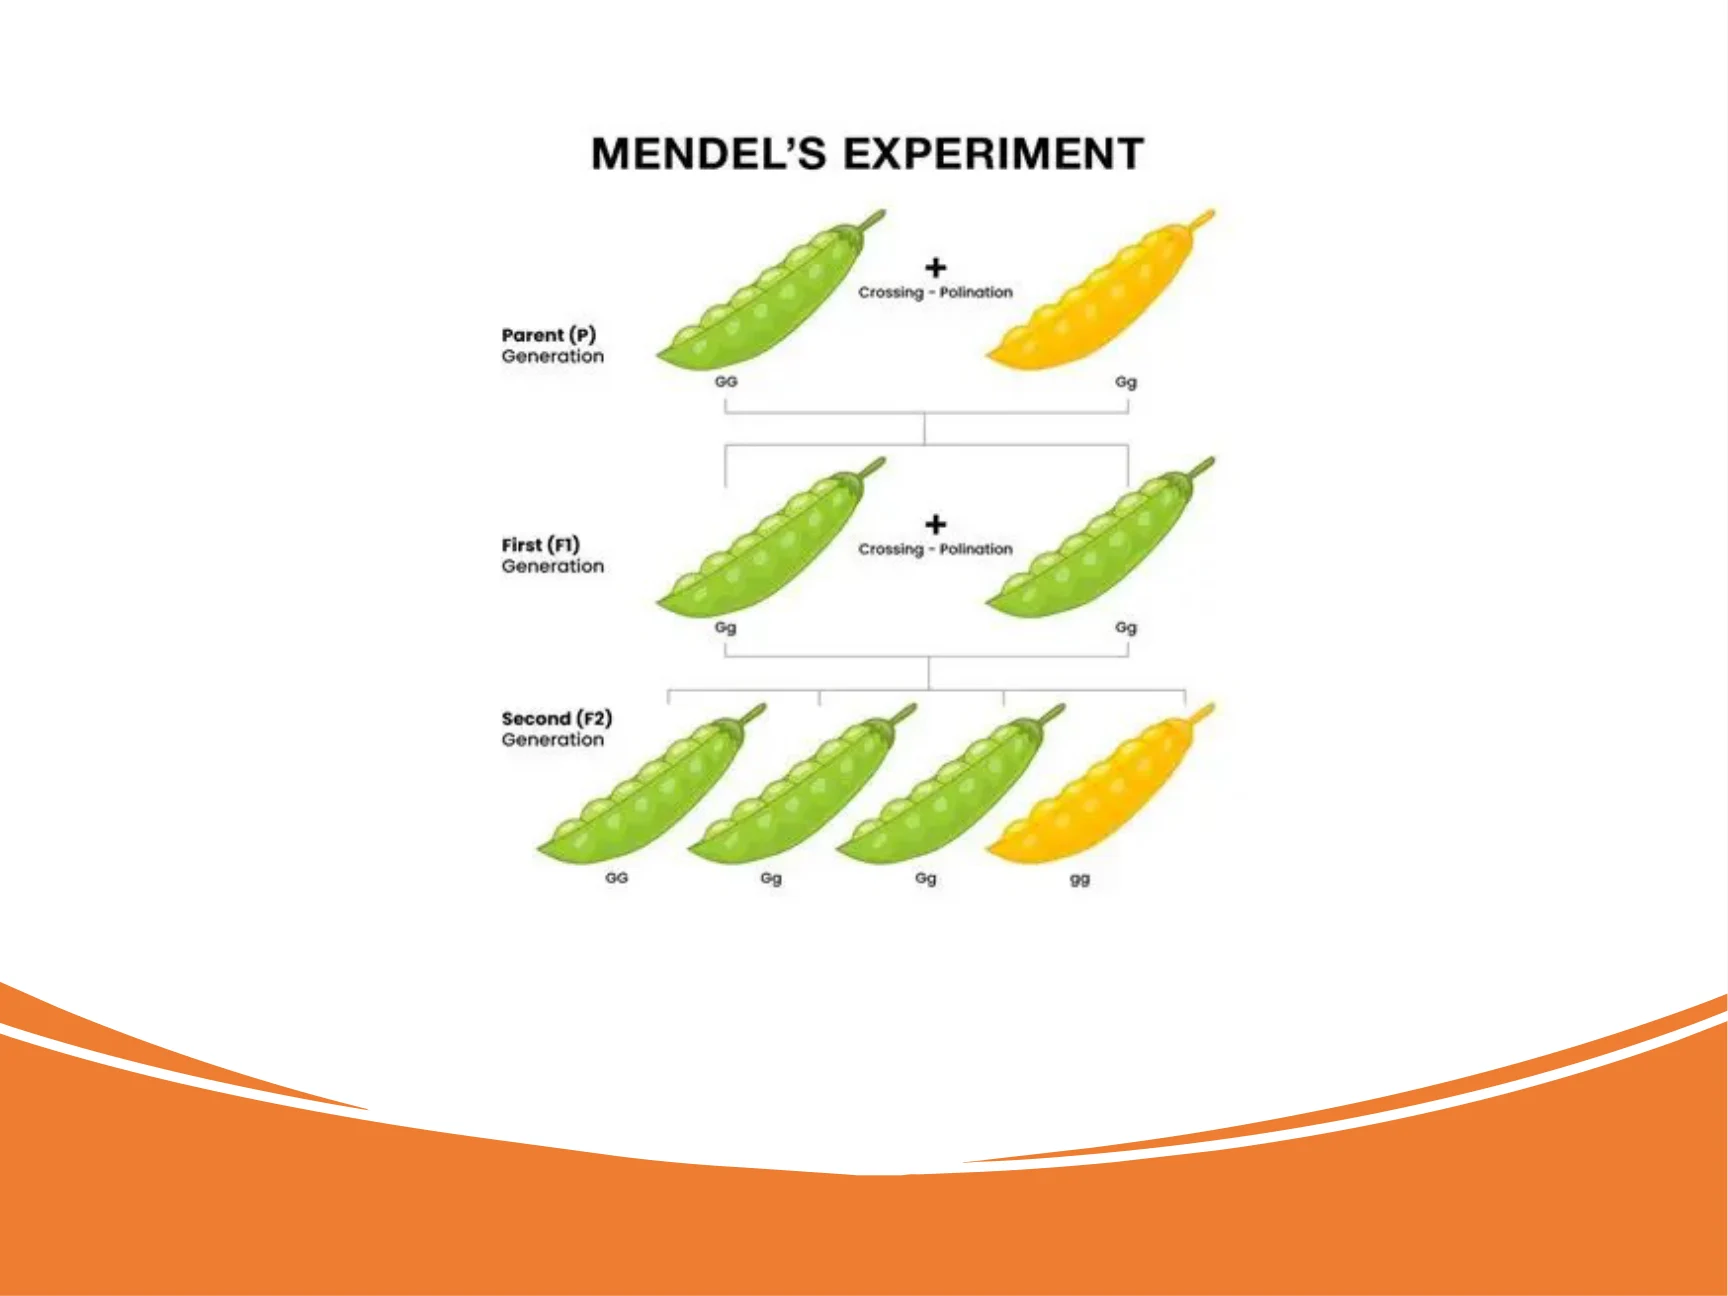 MENDEL'S EXPERIMENT
+
Crossing - Polination
Parent (P)
Generation
GG
Gg
+
Crossing - Polination
First (F1)
Generation
Gg
Gg
Second (F2)
Generation
GG
Gg
Gg
gg